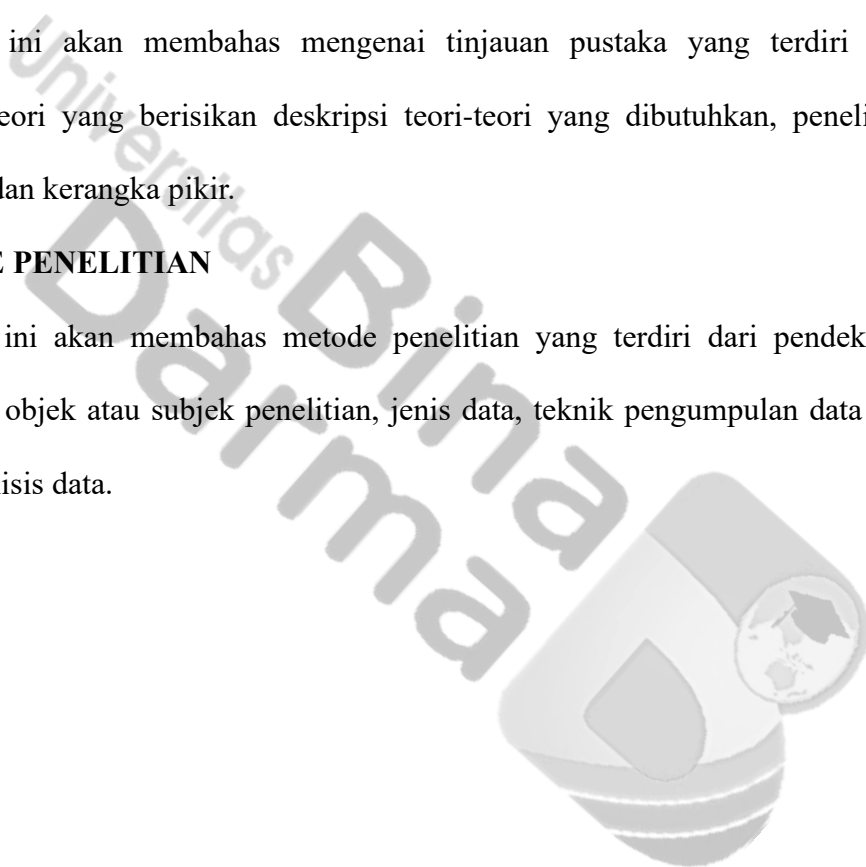 ini akan membahas mengenai tinjauan pustaka yang terdiri
eori yang berisikan deskripsi teori-teori yang dibutuhkan, peneli
dan kerangka pikir.
E PENELITIAN
ini akan membahas metode penelitian yang terdiri dari pendek
objek atau subjek penelitian, jenis data, teknik pengumpulan data
isis data.
Universitas
Bina
Darma